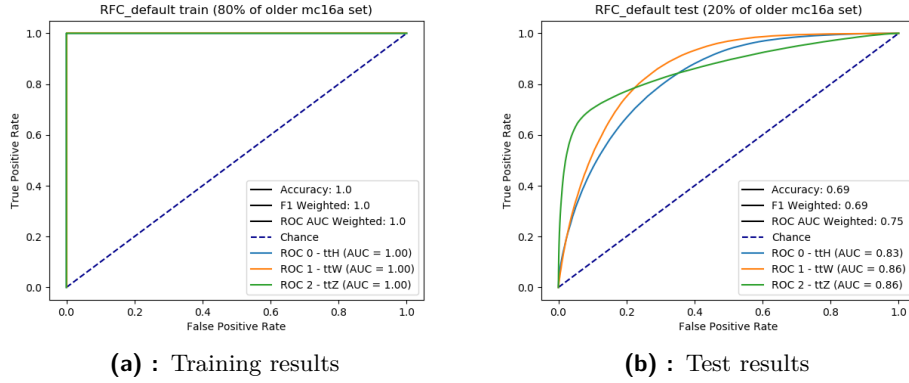 RFC_default train (80% of older mc16a set)
True Positive Rate
1.0
0.8
0.6
0.4
0.2
0.0
0.0 0.2 0.4 0.6 0.8 1.0
False Positive Rate
Accuracy: 1.0
F1 Weighted: 1.0
ROC AUC Weighted: 1.0
Chance
ROC 0 - ttH (AUC = 1.00)
ROC 1 - ttW (AUC = 1.00)
ROC 2 - ttZ (AUC = 1.00)
(a) : Training results
RFC_default test (20% of older mc16a set)
True Positive Rate
1.0
0.8
0.6
0.4
0.2
0.0
0.0 0.2 0.4 0.6 0.8 1.0
False Positive Rate
Accuracy: 0.69
F1 Weighted: 0.69
ROC AUC Weighted: 0.75
Chance
ROC 0 - ttH (AUC = 0.83)
ROC 1 - ttW (AUC = 0.86)
ROC 2 - ttZ (AUC = 0.86)
(b) : Test results